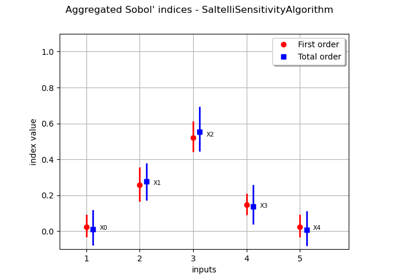 Aggregated Sobol' indices - SaltelliSensitivityAlgorithm
First order
Total order
1.0
0.8
0.6
0.4
0.2
0.0
index value
X0
X1
X2
X3
X4
1 2 3 4 5
inputs